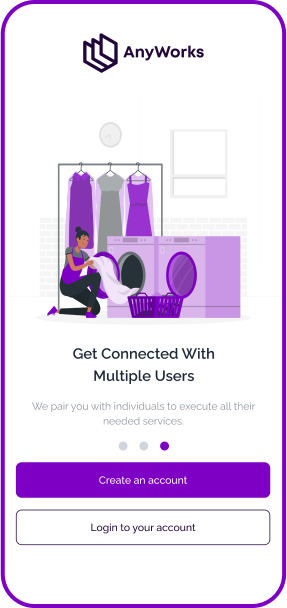 AnyWorks
Get Connected With
Multiple Users
We pair you with individuals to execute all their
needed services.
Create an account
Login to your account